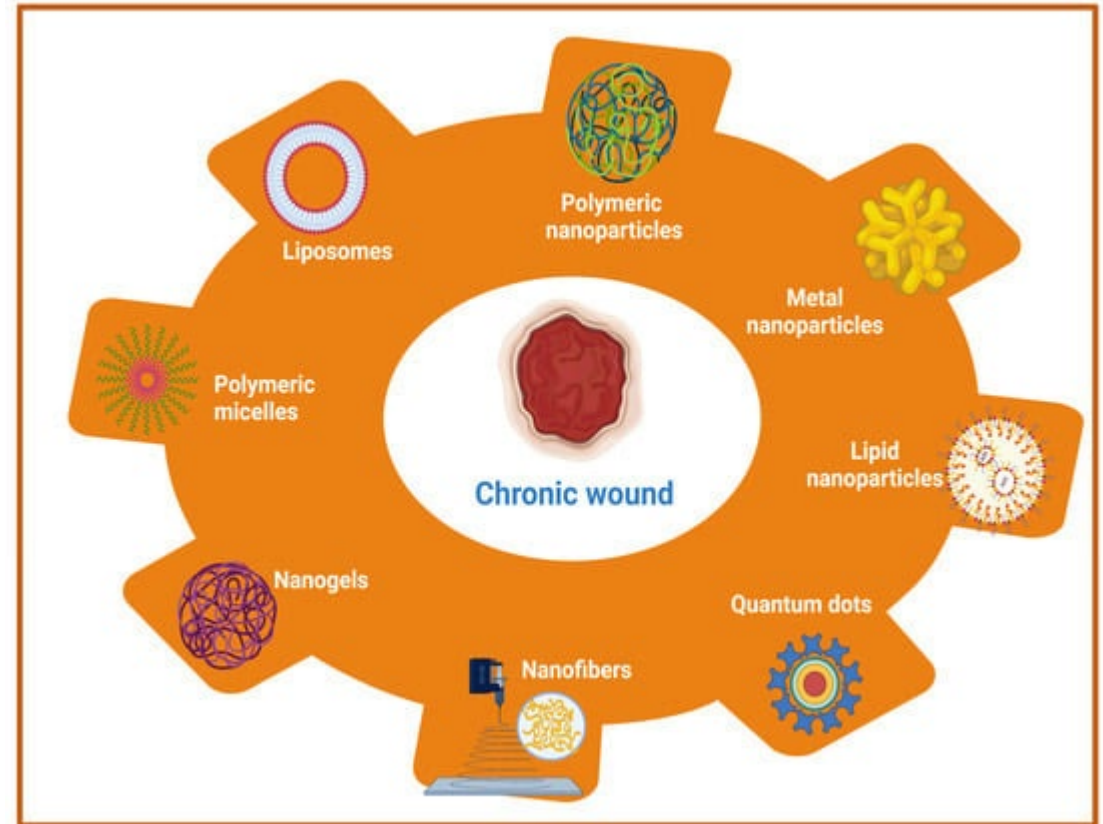 Polymeric
nanoparticles
Liposomes
Metal
nanoparticles
Polymeric
micelles
Lipid
nanoparticles
Chronic wound
Nanogels
Quantum dots
Nanofibers